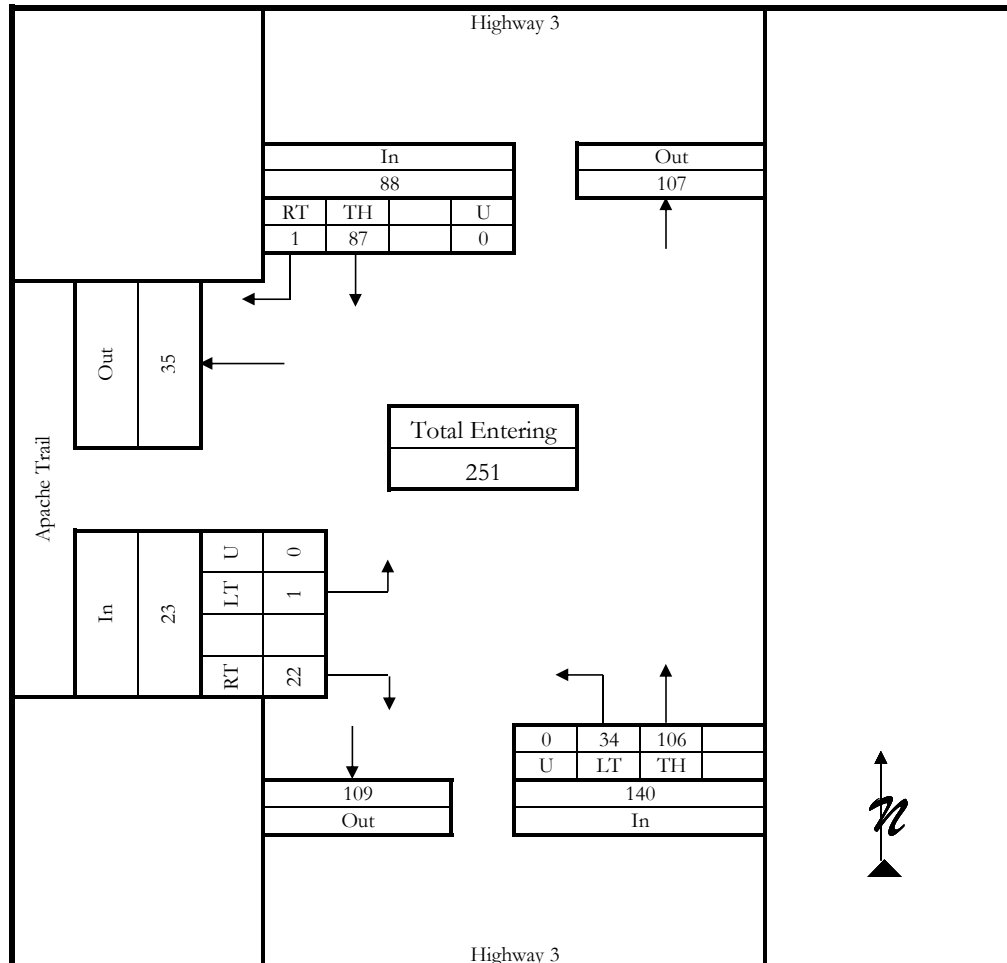 Highway 3
In
88
RT TH U
1 87 0
Out
107
Out
35
Apache Trail
Total Entering
251
In
23
U 0
LT 1
RT 22
0 34 106
U LT TH
140
In
109
Out
n
Highway 3